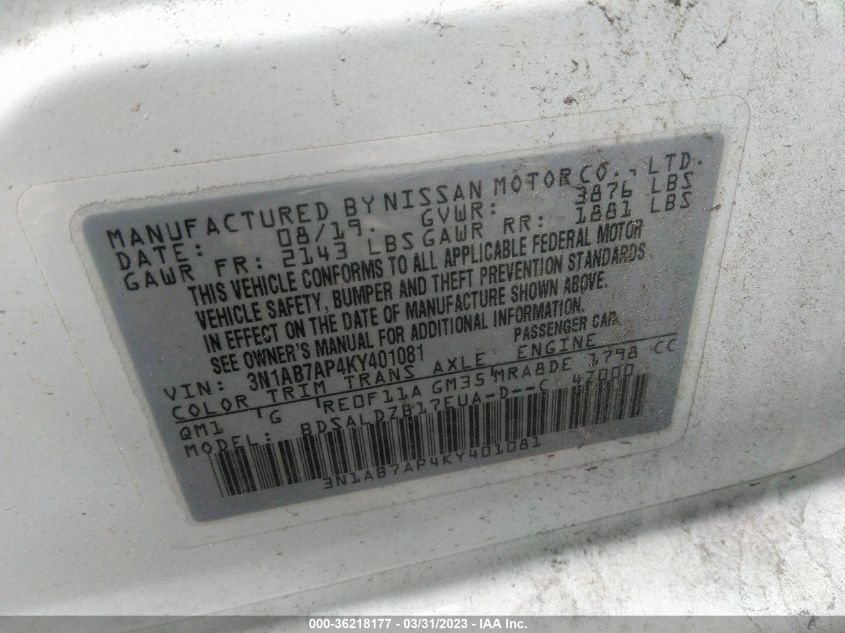 MANUFACTURED BY NISSAN MOTOR CO., LTD.
DATE: 08/19. GVWR: 3876 LBS
GAWR FR: 2143 LBS GAWR RR: 1881 LBS
THIS VEHICLE CONFORMS TO ALL APPLICABLE FEDERAL MOTOR
VEHICLE SAFETY, BUMPER AND THEFT PREVENTION STANDARDS
IN EFFECT ON THE DATE OF MANUFACTURE SHOWN ABOVE.
SEE OWNER'S MANUAL FOR ADDITIONAL INFORMATION.
VIN: 3N1AB7AP4KY401081 PASSENGER CAR
COLOR TRIM TRANS AXLE ENGINE
QM1 G RE0F11A GM35 MRA8DE 1798 CC
MODEL: BDSALDZB17EUA-D--C 47000
3N1AB7AP4KY401081
000-36218177 - 03/31/2023 - IAA Inc.